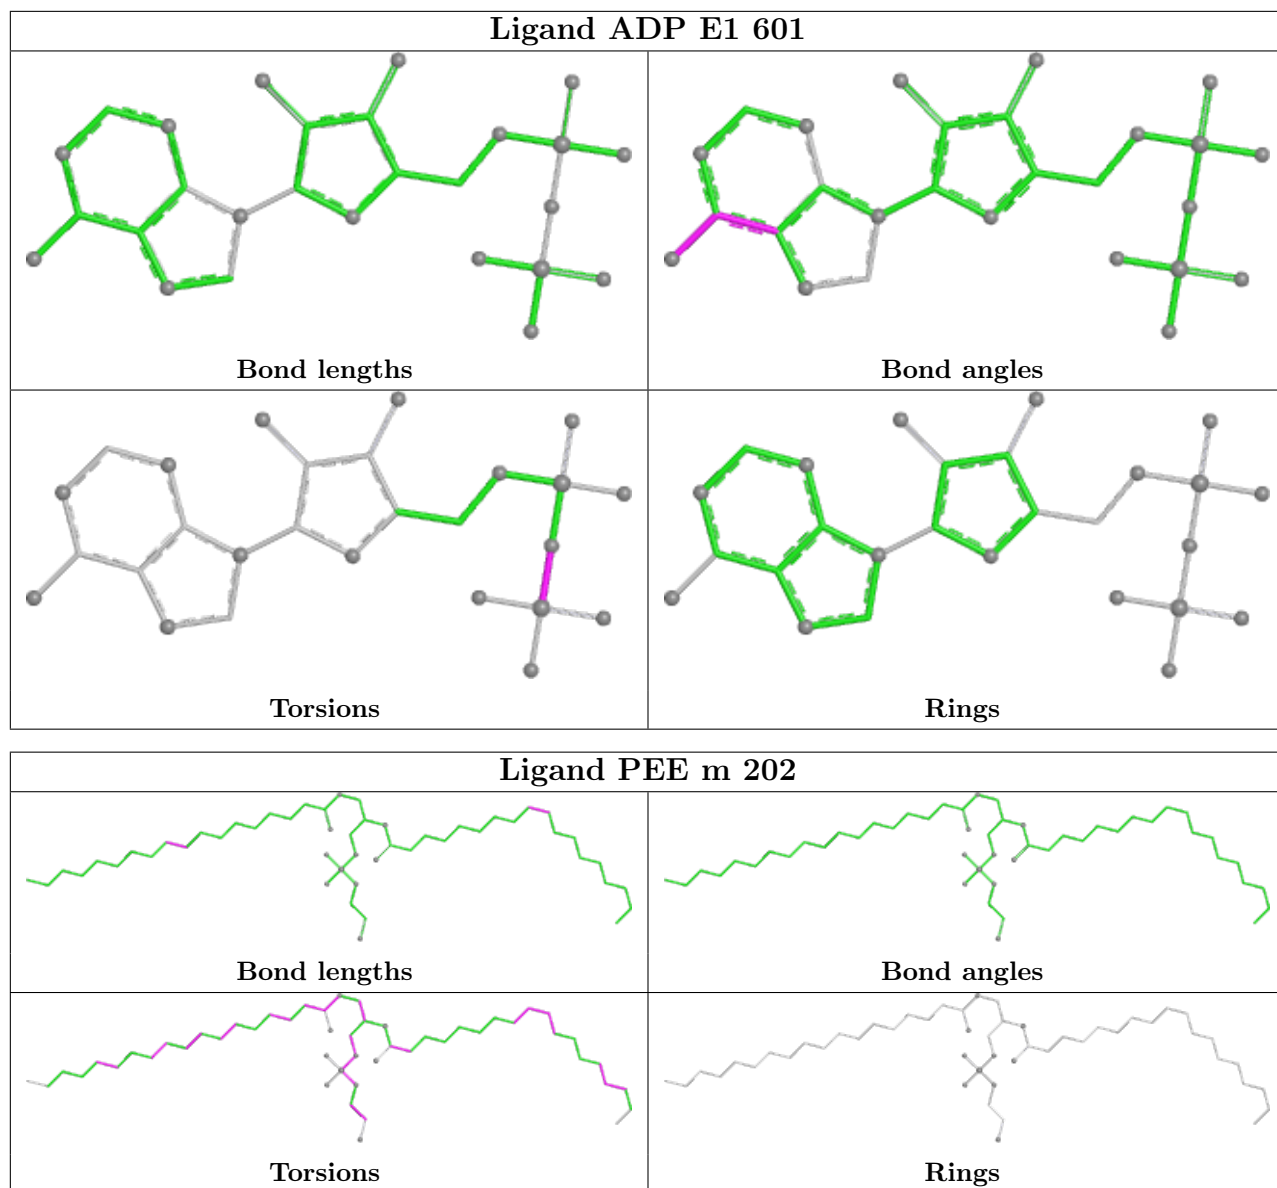 Ligand ADP E1 601
Bond lengths
Bond angles
Torsions
Rings
Ligand PEE m 202
Bond lengths
Bond angles
Torsions
Rings